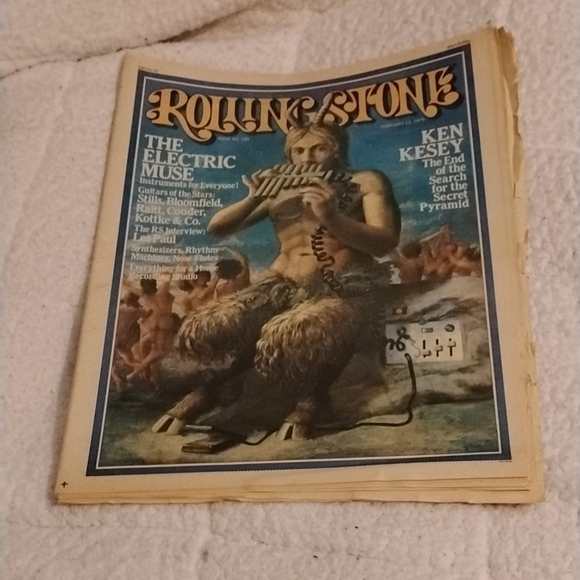 ROLLING STONE
THE
ELECTRIC
MUSE
Instruments for Everyone!
Guitars of the Stars:
Stills, Bloomfield,
Raitt, Cooder,
Kottke & Co.
The RS Interview:
Les Paul
Synthesizers, Rhythm
Machines, Nose Flutes
Everything for a Home
Recording Studio
KEN
KESEY
The End
of the
Search
for the
Secret
Pyramid